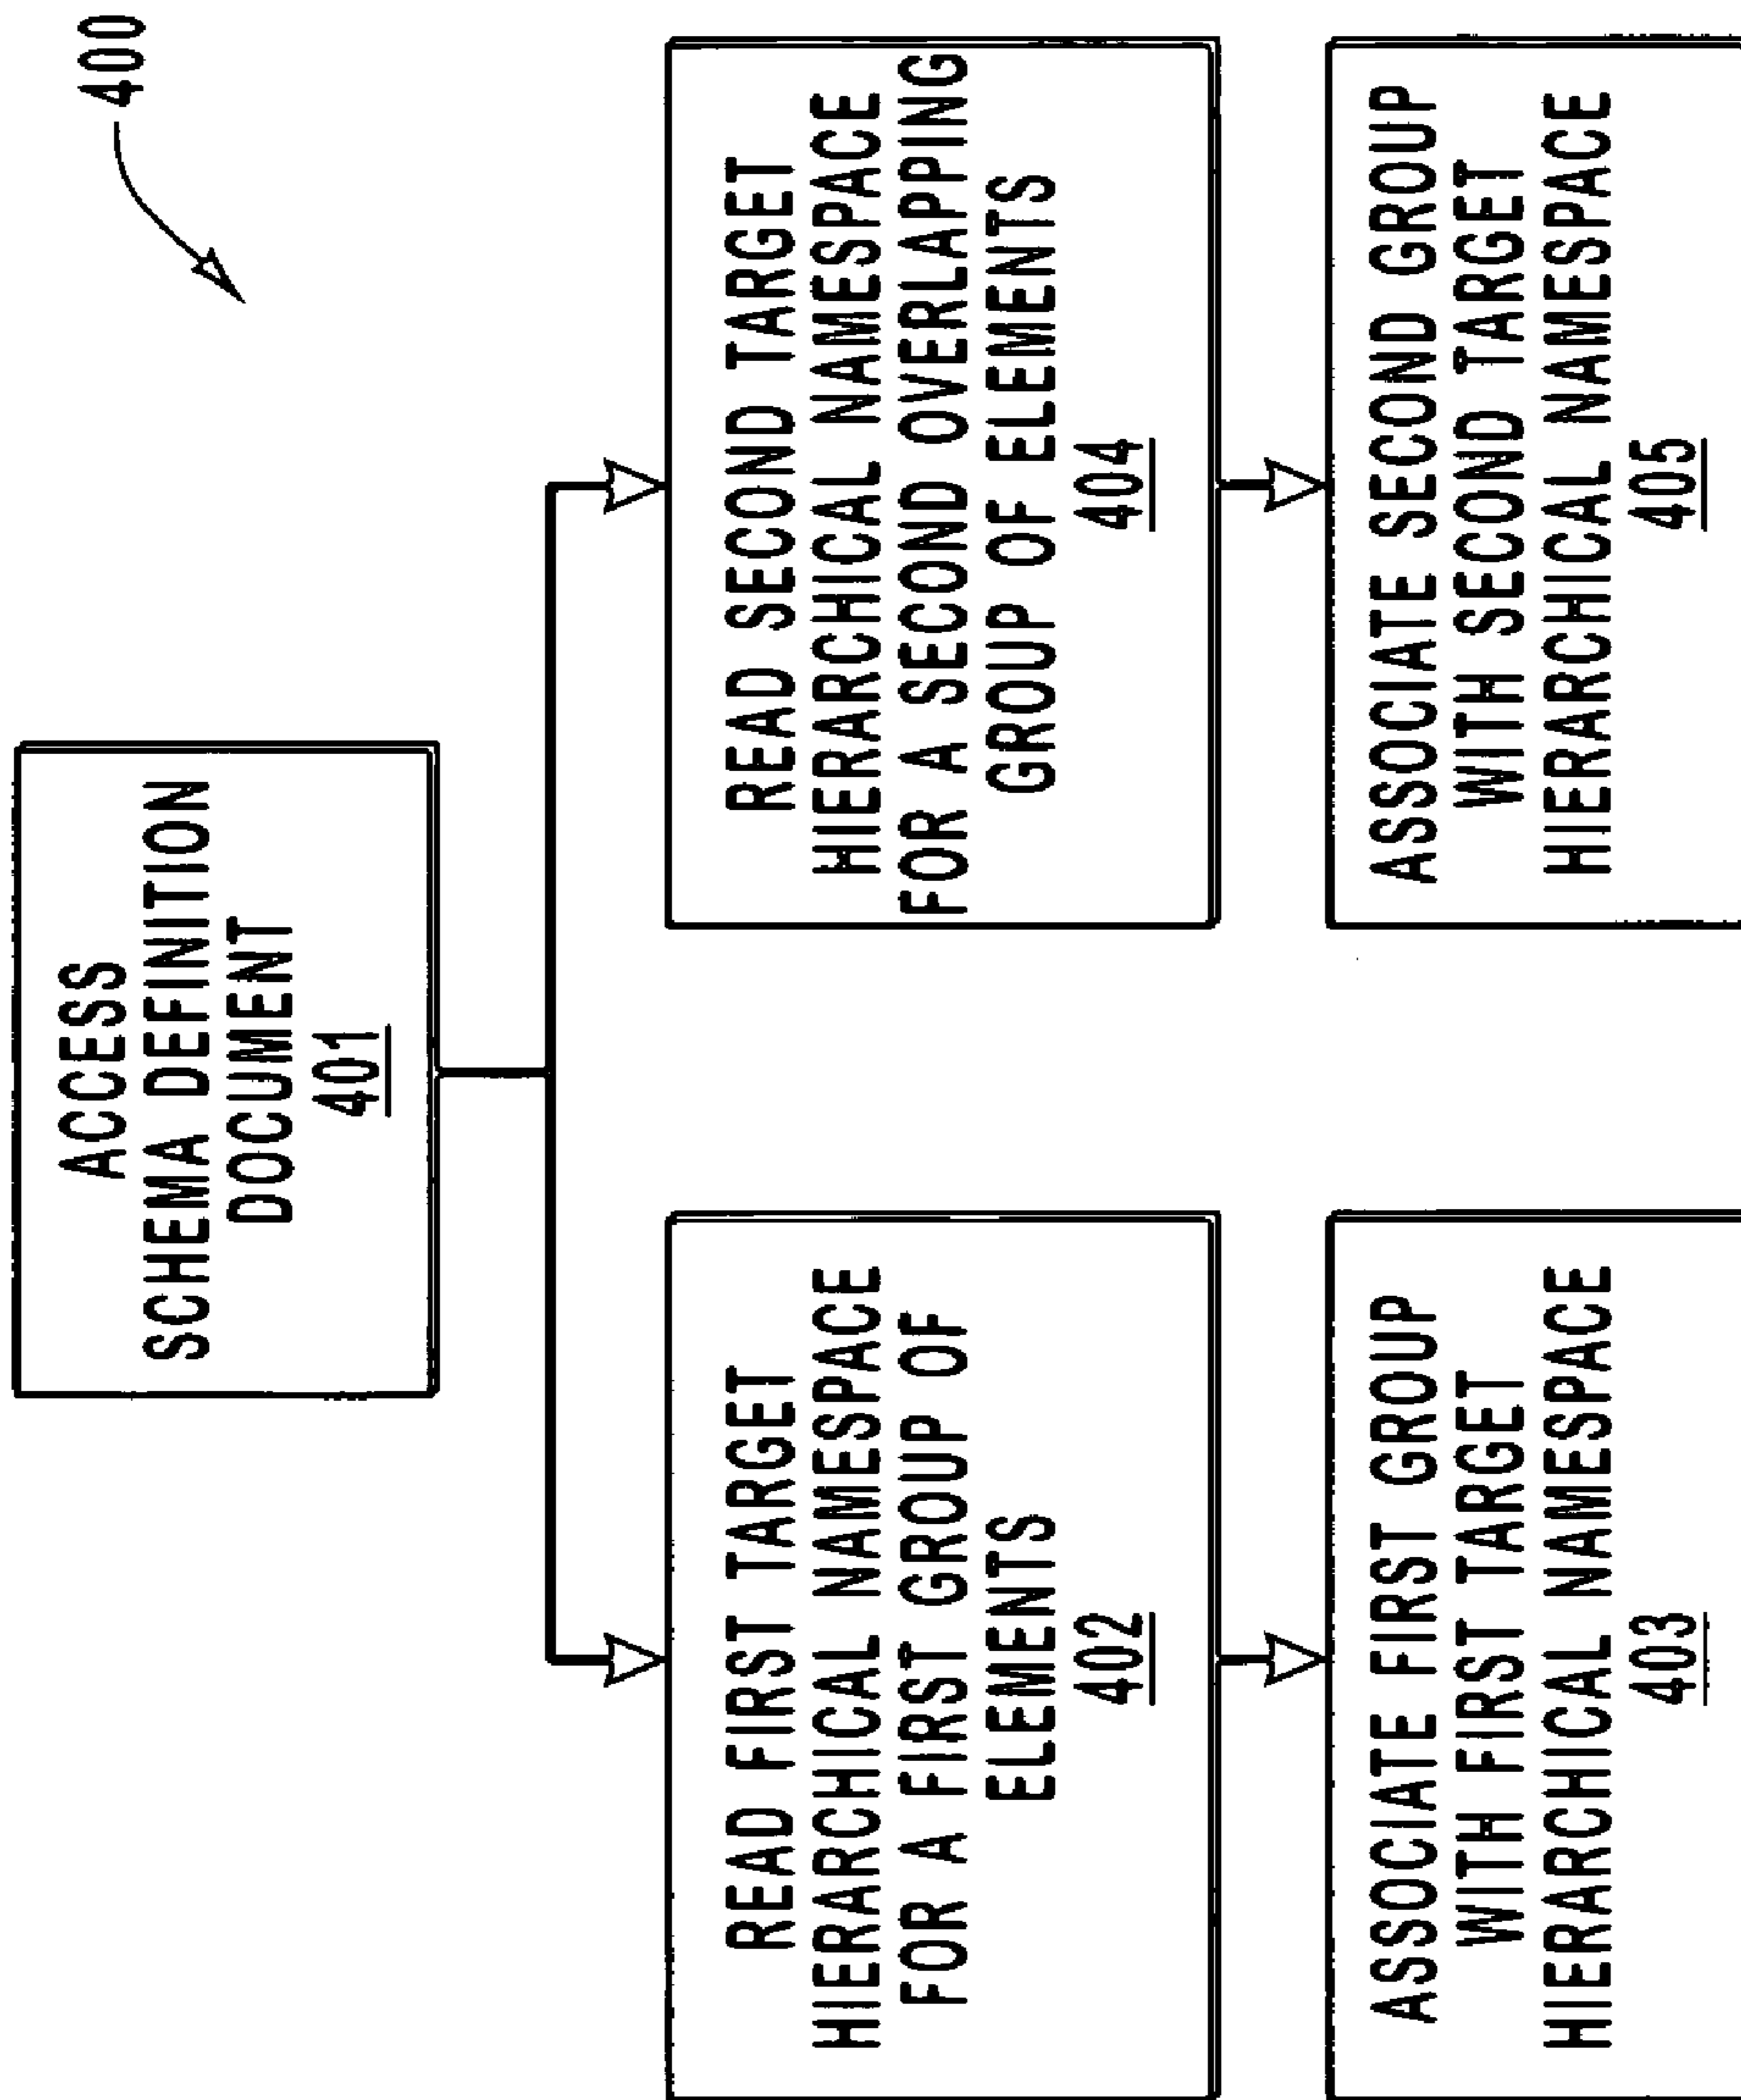 400
ACCESS
SCHEMA DEFINITION
DOCUMENT
401
READ FIRST TARGET
HIERARCHICAL NAMESPACE
FOR A FIRST GROUP OF
ELEMENTS
402
READ SECOND TARGET
HIERARCHICAL NAMESPACE
FOR A SECOND OVERLAPPING
GROUP OF ELEMENTS
404
ASSOCIATE FIRST GROUP
WITH FIRST TARGET
HIERARCHICAL NAMESPACE
403
ASSOCIATE SECOND GROUP
WITH SECOND TARGET
HIERARCHICAL NAMESPACE
405